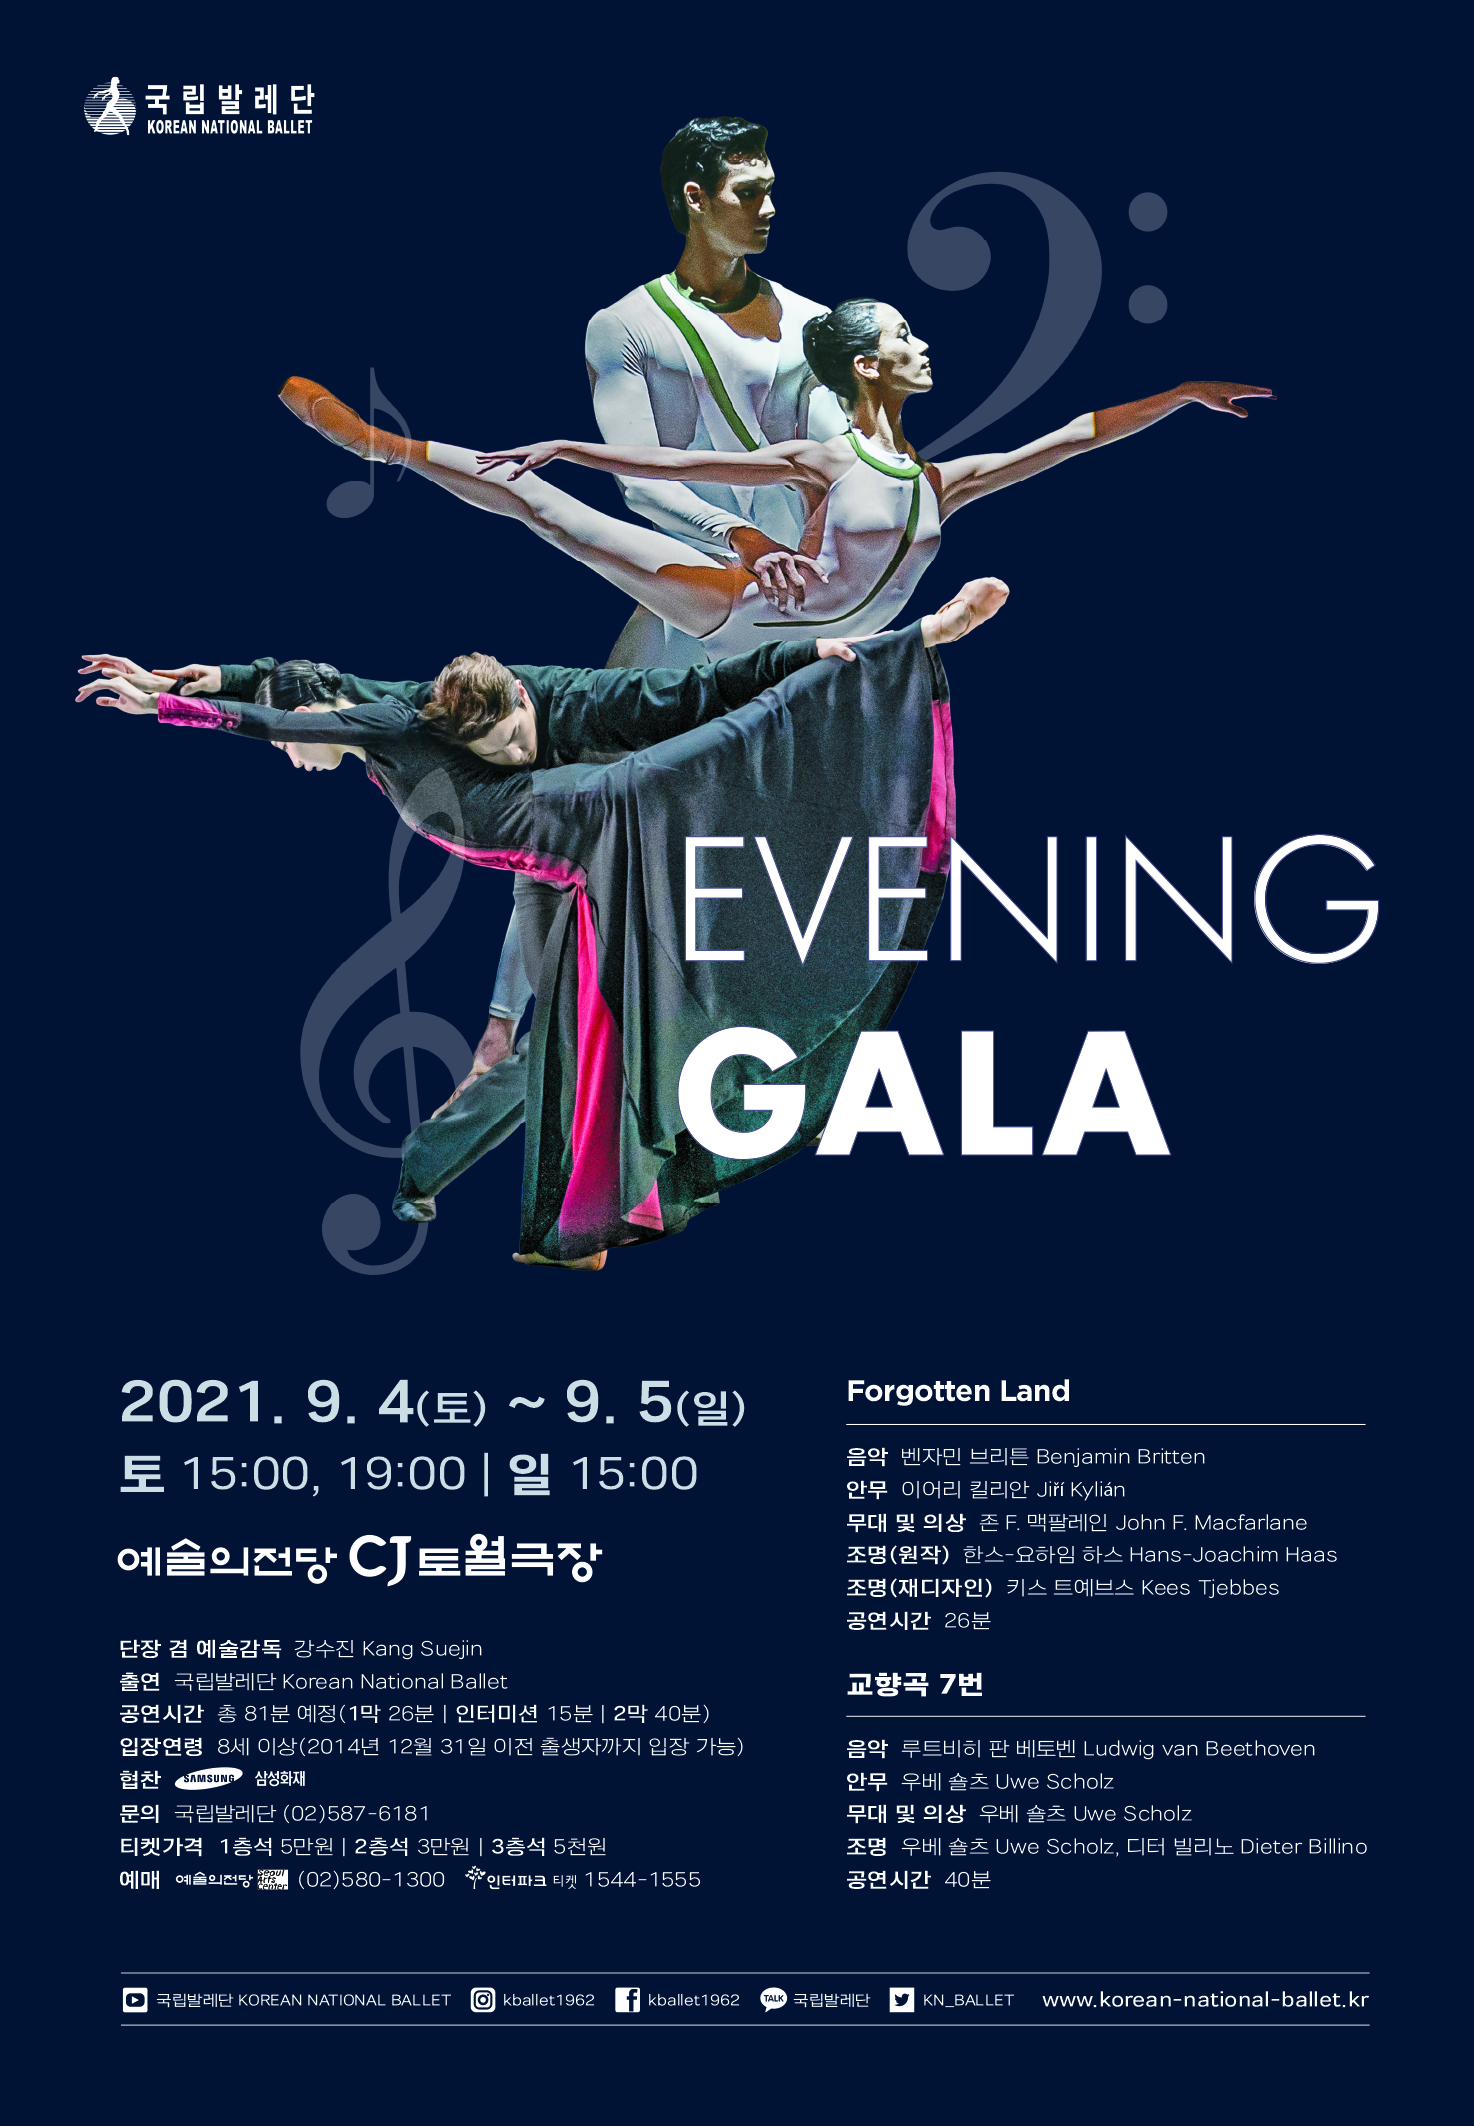 국립발레단
KOREAN NATIONAL BALLET
EVENING
GALA
2021. 9. 4(토) ~ 9. 5(일)
토 15:00, 19:00 | 일 15:00
예술의전당 CJ토월극장
단장 겸 예술감독 강수진 Kang Suejin
출연 국립발레단 Korean National Ballet
공연시간 총 81분 예정(1막 26분 | 인터미션 15분 | 2막 40분)
입장연령 8세 이상(2014년 12월 31일 이전 출생자까지 입장 가능)
협찬 SAMSUNG 삼성화재
문의 국립발레단 (02)587-6181
티켓가격 1층석 5만원 | 2층석 3만원 | 3층석 5천원
예매 예술의전당 Seoul Arts Center (02)580-1300 인터파크 티켓 1544-1555
Forgotten Land
음악 벤자민 브리튼 Benjamin Britten
안무 이어리 킬리안 Jiří Kylián
무대 및 의상 존 F. 맥팔레인 John F. Macfarlane
조명(원작) 한스-요하임 하스 Hans-Joachim Haas
조명(재디자인) 키스 트예브스 Kees Tjebbes
공연시간 26분
교향곡 7번
음악 루트비히 판 베토벤 Ludwig van Beethoven
안무 우베 숄츠 Uwe Scholz
무대 및 의상 우베 숄츠 Uwe Scholz
조명 우베 숄츠 Uwe Scholz, 디터 빌리노 Dieter Billino
공연시간 40분
국립발레단 KOREAN NATIONAL BALLET kballet1962 kballet1962 TALK 국립발레단 KN_BALLET www.korean-national-ballet.kr